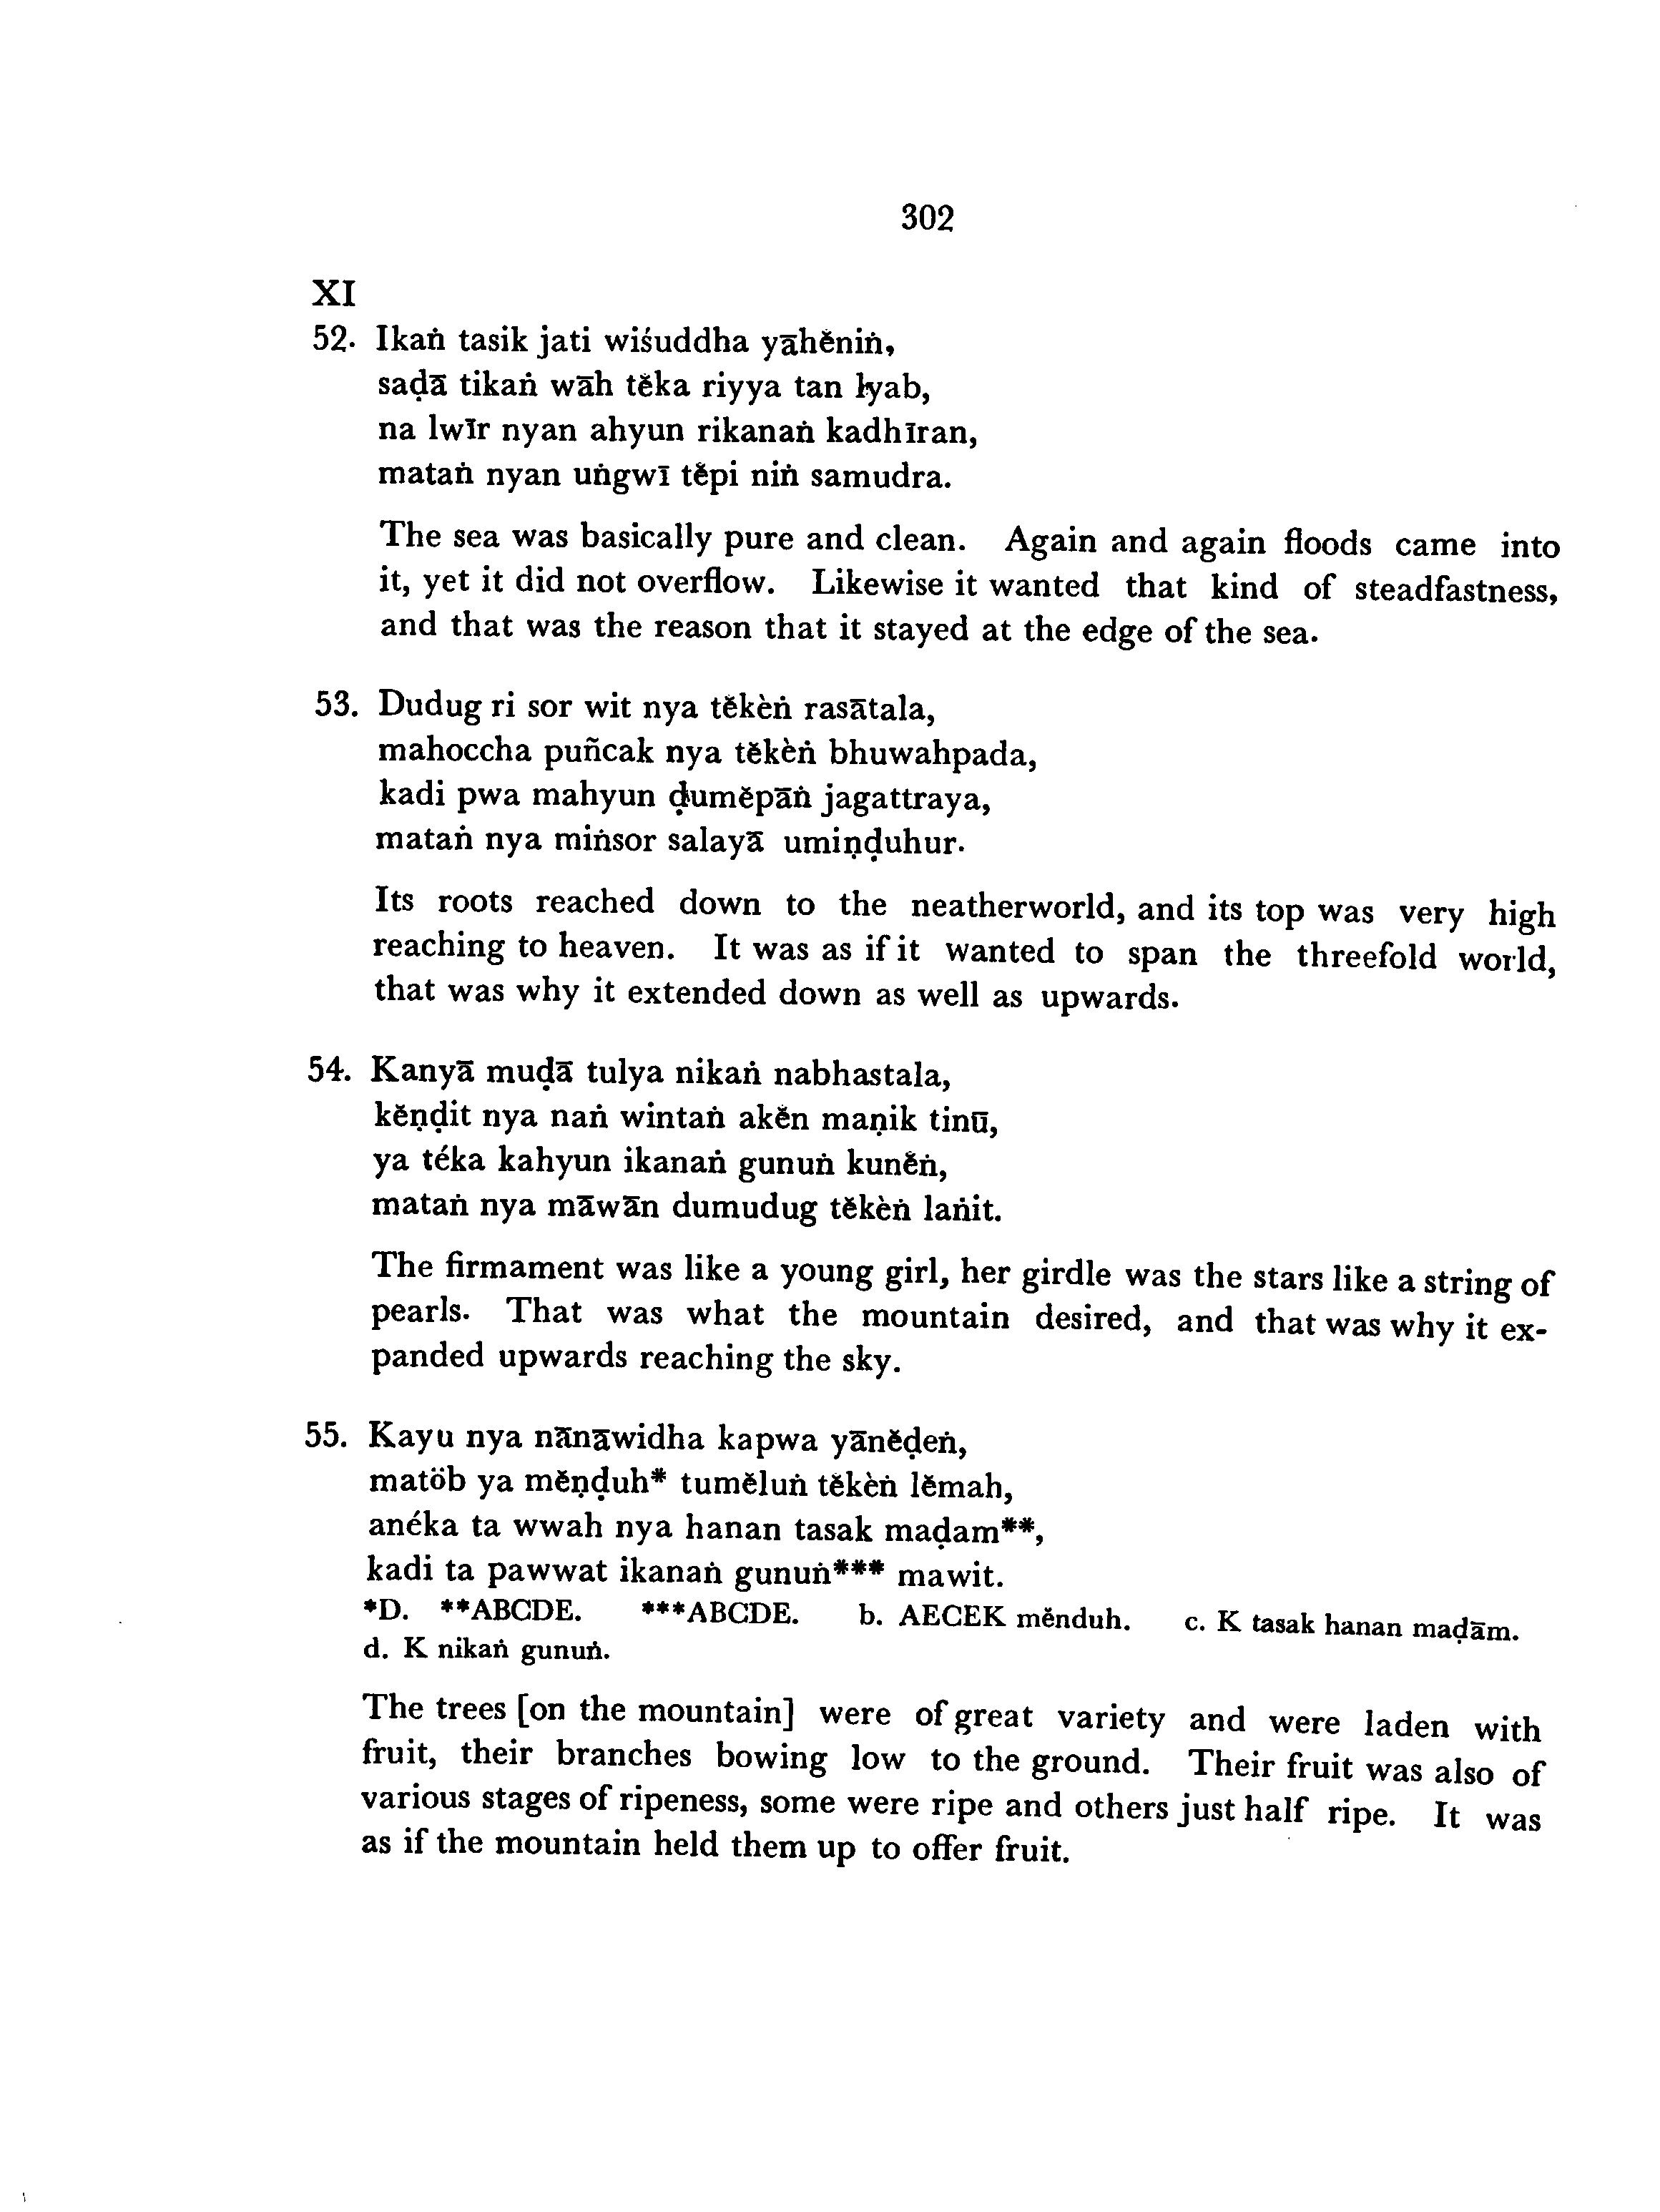 302
XI
52. Ikaṅ tasik jati wiśuddha yāhĕniṅ,
saḍā tikaṅ wāh tĕka riyya tan ḷyab,
na lwīr nyan ahyun rikanaṅ kadhīran,
mataṅ nyan uṅgwī tĕpi niṅ samudra.
The sea was basically pure and clean. Again and again floods came into
it, yet it did not overflow. Likewise it wanted that kind of steadfastness,
and that was the reason that it stayed at the edge of the sea.
53. Dudug ri sor wit nya tĕkèṅ rasātala,
mahoccha puñcak nya tĕkèṅ bhuwahpada,
kadi pwa mahyun ḍumĕpāṅ jagattraya,
mataṅ nya miṅsor salayā umiṇḍuhur.
Its roots reached down to the neatherworld, and its top was very high
reaching to heaven. It was as if it wanted to span the threefold world,
that was why it extended down as well as upwards.
54. Kanyā muḍā tulya nikaṅ nabhastala,
kĕṇḍit nya naṅ wintaṅ akĕn maṇik tinū,
ya téka kahyun ikanaṅ gunuṅ kunĕṅ,
mataṅ nya māwān dumudug tĕkèṅ laṅit.
The firmament was like a young girl, her girdle was the stars like a string of
pearls. That was what the mountain desired, and that was why it ex-
panded upwards reaching the sky.
55. Kayu nya nānāwidha kapwa yānĕḍeṅ,
matöb ya mĕṇḍuh* tumĕluṅ tĕkèṅ lĕmah,
anéka ta wwah nya hanan tasak maḍam**,
kadi ta pawwat ikanaṅ gunuṅ*** mawit.
*D. **ABCDE. ***ABCDE. b. AECEK mĕnduh. c. K tasak hanan maḍām.
d. K nikaṅ gunuṅ.
The trees [on the mountain] were of great variety and were laden with
fruit, their branches bowing low to the ground. Their fruit was also of
various stages of ripeness, some were ripe and others just half ripe. It was
as if the mountain held them up to offer fruit.